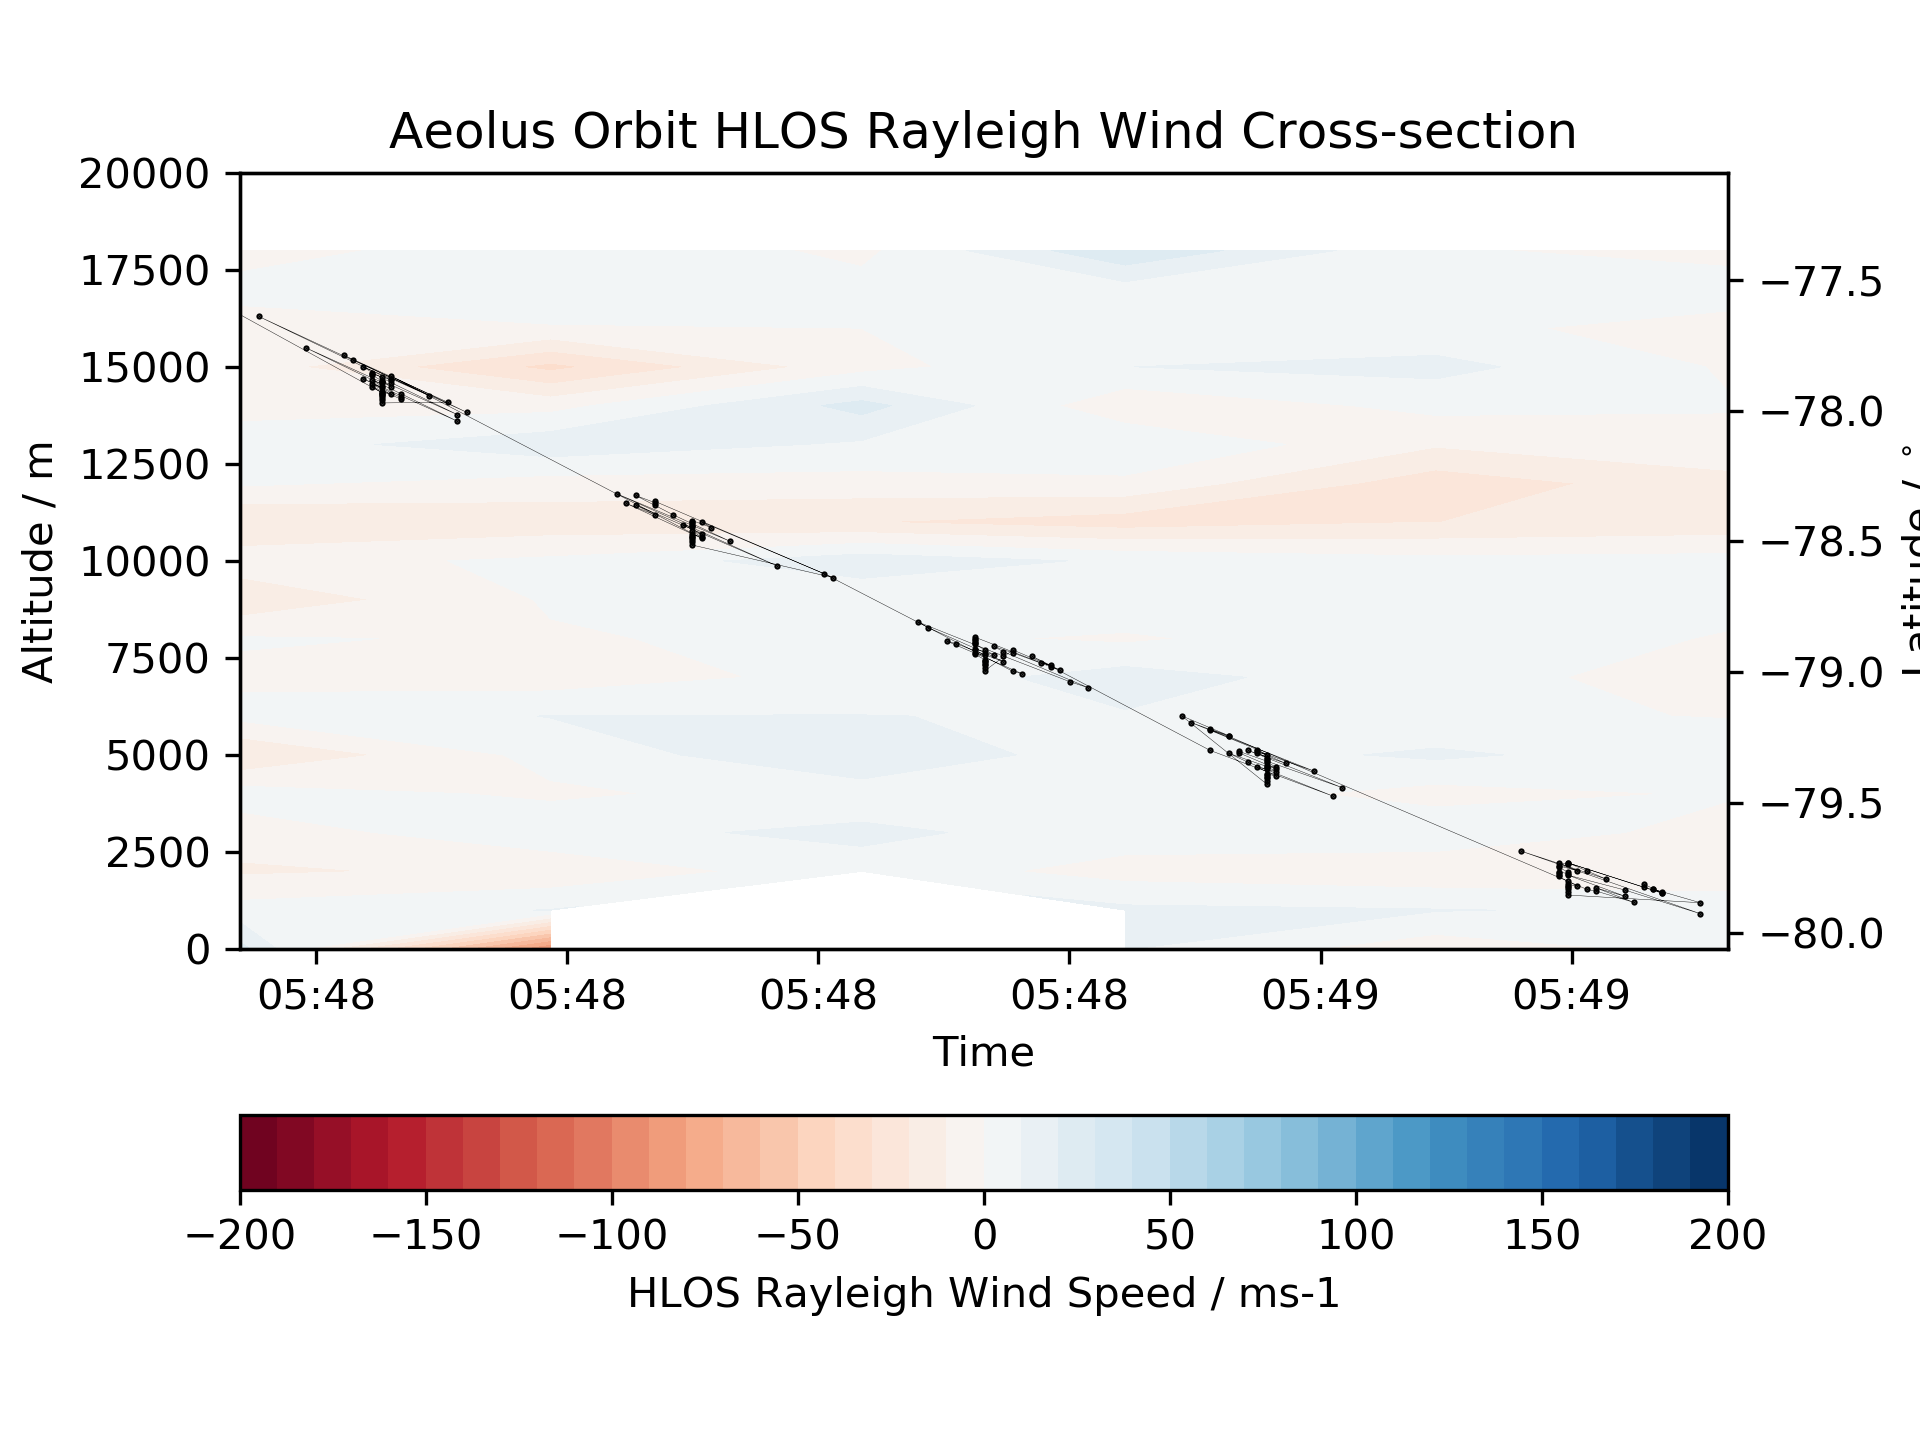 Aeolus Orbit HLOS Rayleigh Wind Cross-section
20000
17500
15000
12500
10000
7500
5000
2500
0
Altitude / m
−77.5
−78.0
−78.5
−79.0
−79.5
−80.0
Latitude / °
05:48 05:48 05:48 05:48 05:49 05:49
Time
−200 −150 −100 −50 0 50 100 150 200
HLOS Rayleigh Wind Speed / ms-1